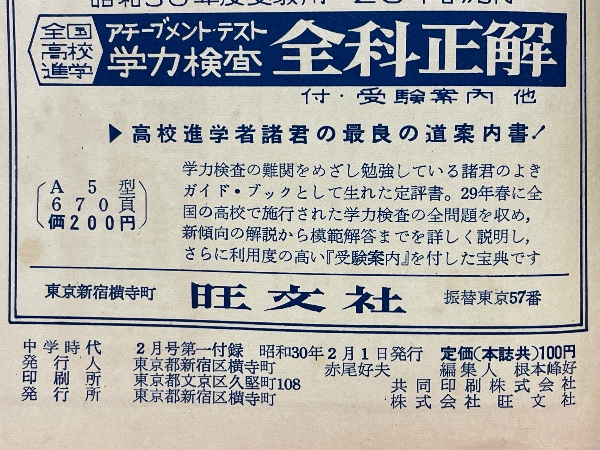 全国
高校
進学
アチーブメント・テスト
学力検査
全科正解
付・受験案内 他
▶高校進学者諸君の最良の道案内書!
A5型
670頁
価200円
学力検査の難関をめざし勉強している諸君のよき
ガイド・ブックとして生れた定評書。29年春に全
国の高校で施行された学力検査の全問題を収め,
新傾向の解説から模範解答までを詳しく説明し,
さらに利用度の高い『受験案内』を付した宝典です
東京新宿横寺町 旺文社 振替東京57番
中学時代 2月号第一付録 昭和30年2月1日発行 定価(本誌共)100円
発行人 東京都新宿区横寺町 赤尾好夫 編集人 根本峰好
印刷所 東京都文京区久堅町108 共同印刷株式会社
発行所 東京都新宿区横寺町 株式会社 旺文社